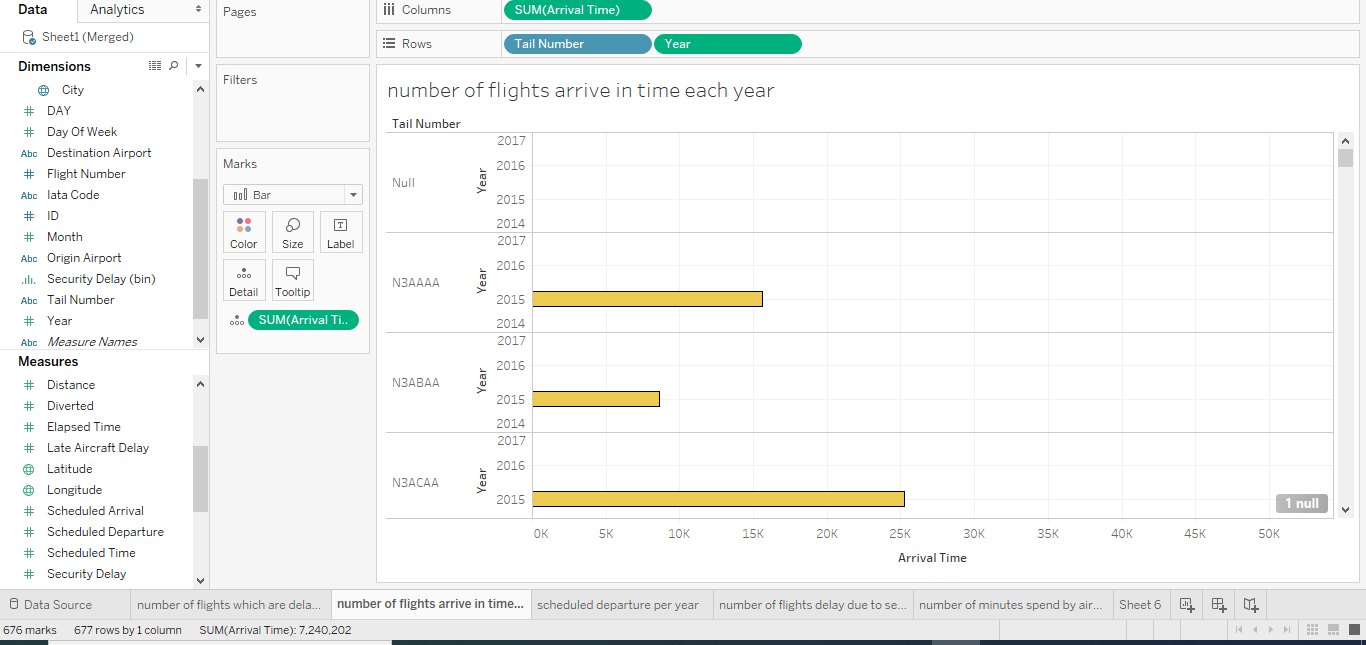 Data
Analytics
Sheet1 (Merged)
Dimensions
City
DAY
Day Of Week
Abc Destination Airport
Flight Number
Abc Iata Code
ID
Month
Abc Origin Airport
Security Delay (bin)
Abc Tail Number
Year
Abc Measure Names
Measures
Distance
Diverted
Elapsed Time
Late Aircraft Delay
Latitude
Longitude
Scheduled Arrival
Scheduled Departure
Scheduled Time
Security Delay
Pages
Filters
Marks
Bar
Color
Size
Label
Detail
Tooltip
SUM(Arrival Ti..
Columns
SUM(Arrival Time)
Rows
Tail Number
Year
number of flights arrive in time each year
Tail Number
Null
Year
2017
2016
2015
2014
N3AAAA
Year
2017
2016
2015
2014
N3ABAA
Year
2017
2016
2015
2014
N3ACAA
Year
2017
2016
2015
1 null
0K 5K 10K 15K 20K 25K 30K 35K 40K 45K 50K
Arrival Time
Data Source
number of flights which are dela...
number of flights arrive in time...
scheduled departure per year
number of flights delay due to se...
number of minutes spend by air...
Sheet 6
676 marks
677 rows by 1 column
SUM(Arrival Time): 7,240,202